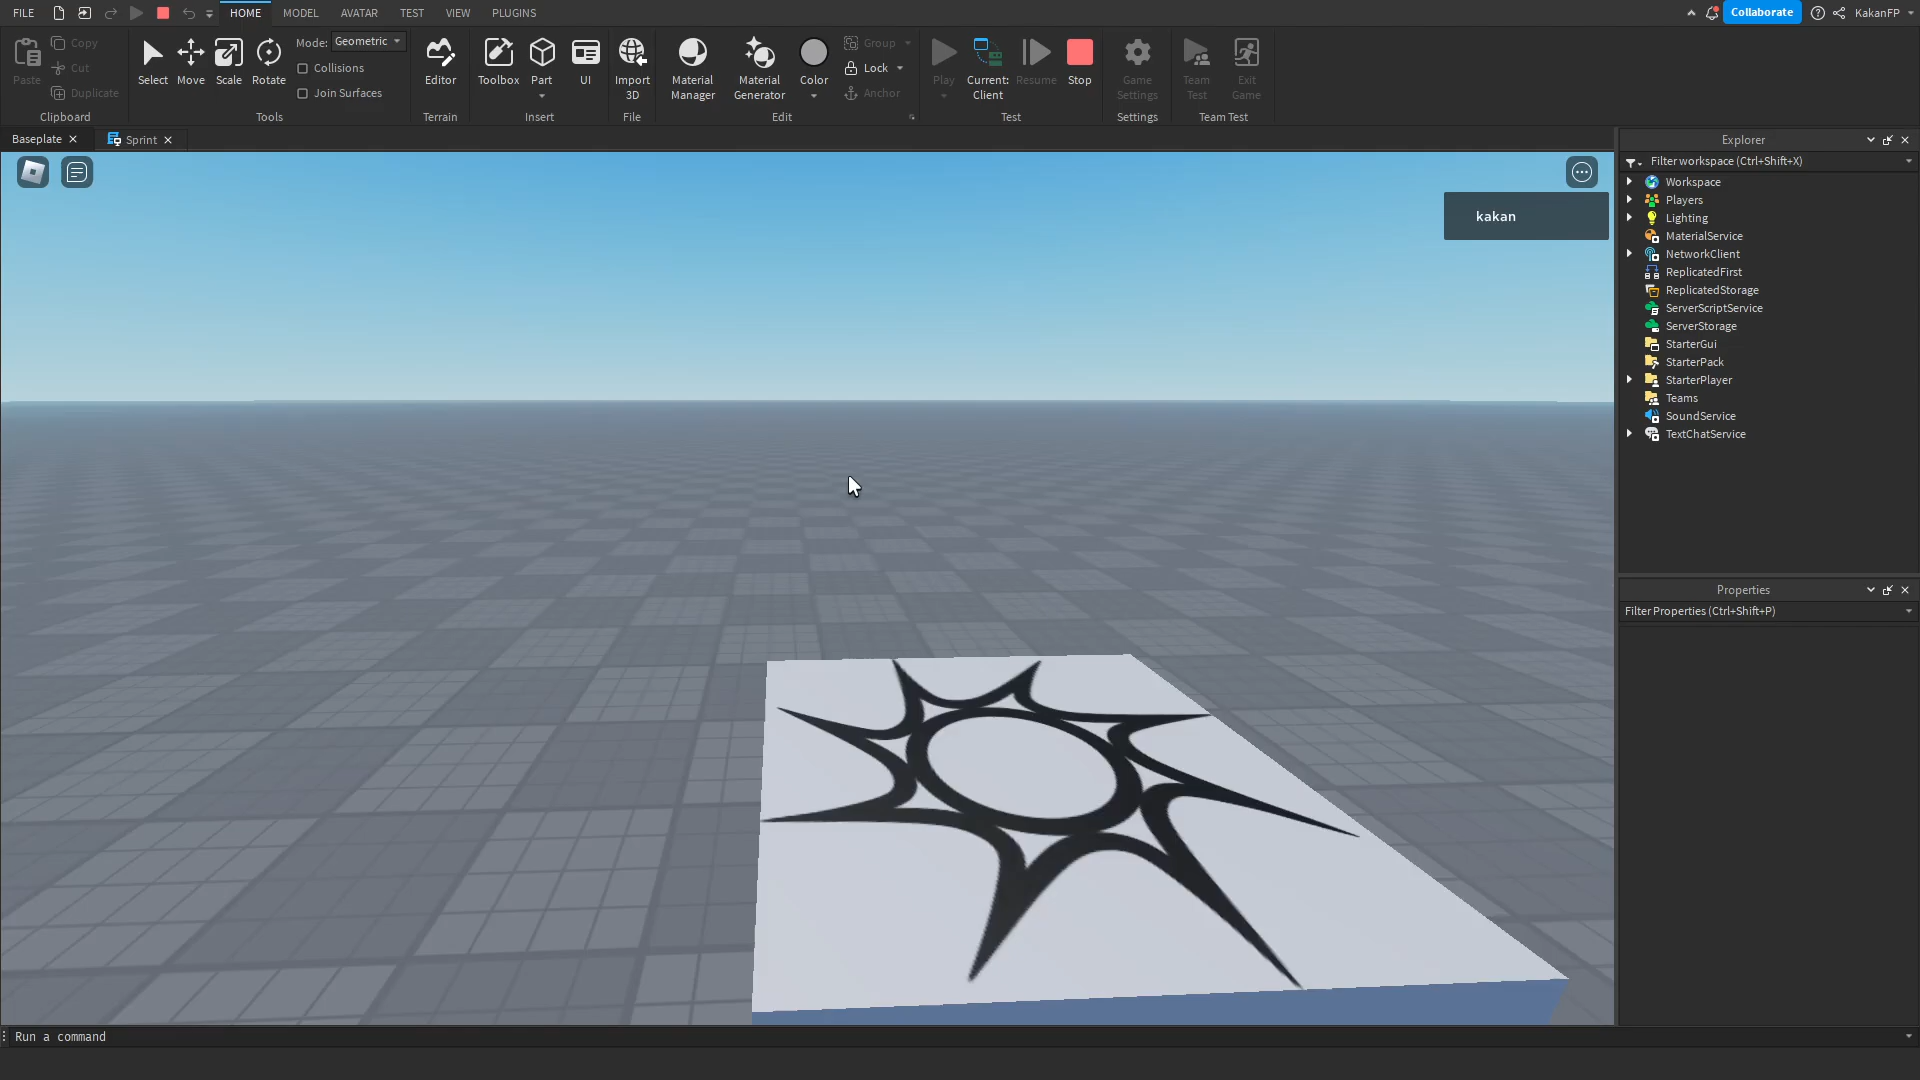 FILE HOME MODEL AVATAR TEST VIEW PLUGINS Collaborate KakanFP
Paste Copy Cut Duplicate Clipboard
Select Move Scale Rotate Mode: Geometric Collisions Join Surfaces Tools
Editor Terrain
Toolbox Part UI Insert
Import 3D File
Material Manager Material Generator Color Group Lock Anchor Edit
Play Current: Client Resume Stop Test
Game Settings Settings
Team Test Exit Game Team Test
Baseplate Sprint
kakan
Explorer
Filter workspace (Ctrl+Shift+X)
Workspace
Players
Lighting
MaterialService
NetworkClient
ReplicatedFirst
ReplicatedStorage
ServerScriptService
ServerStorage
StarterGui
StarterPack
StarterPlayer
Teams
SoundService
TextChatService
Properties
Filter Properties (Ctrl+Shift+P)
Run a command